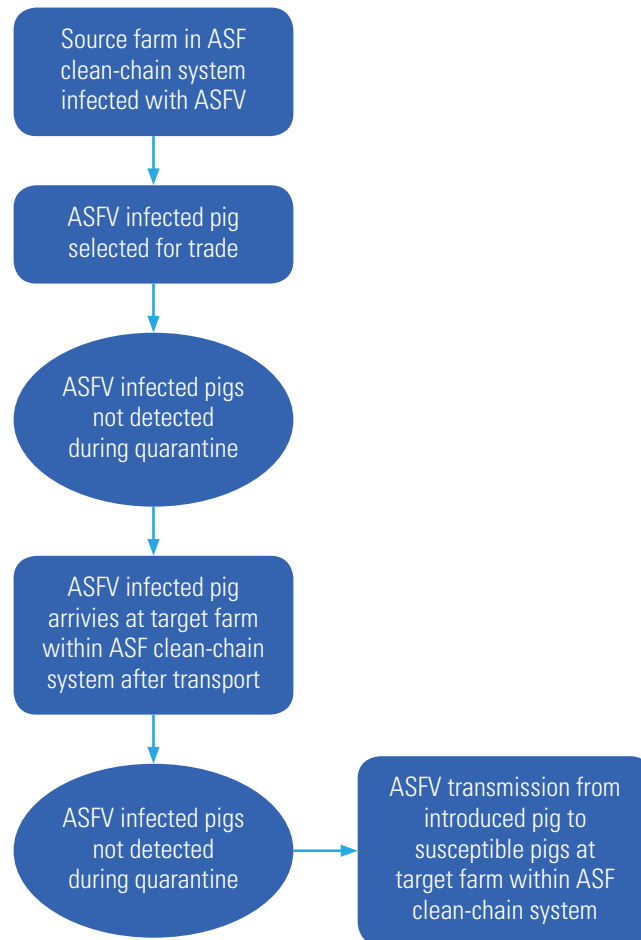 Source farm in ASF
clean-chain system
infected with ASFV
ASFV infected pig
selected for trade
ASFV infected pigs
not detected
during quarantine
ASFV infected pig
arrivies at target farm
within ASF clean-chain
system after transport
ASFV infected pigs
not detected
during quarantine
ASFV transmission from
introduced pig to
susceptible pigs at
target farm within ASF
clean-chain system